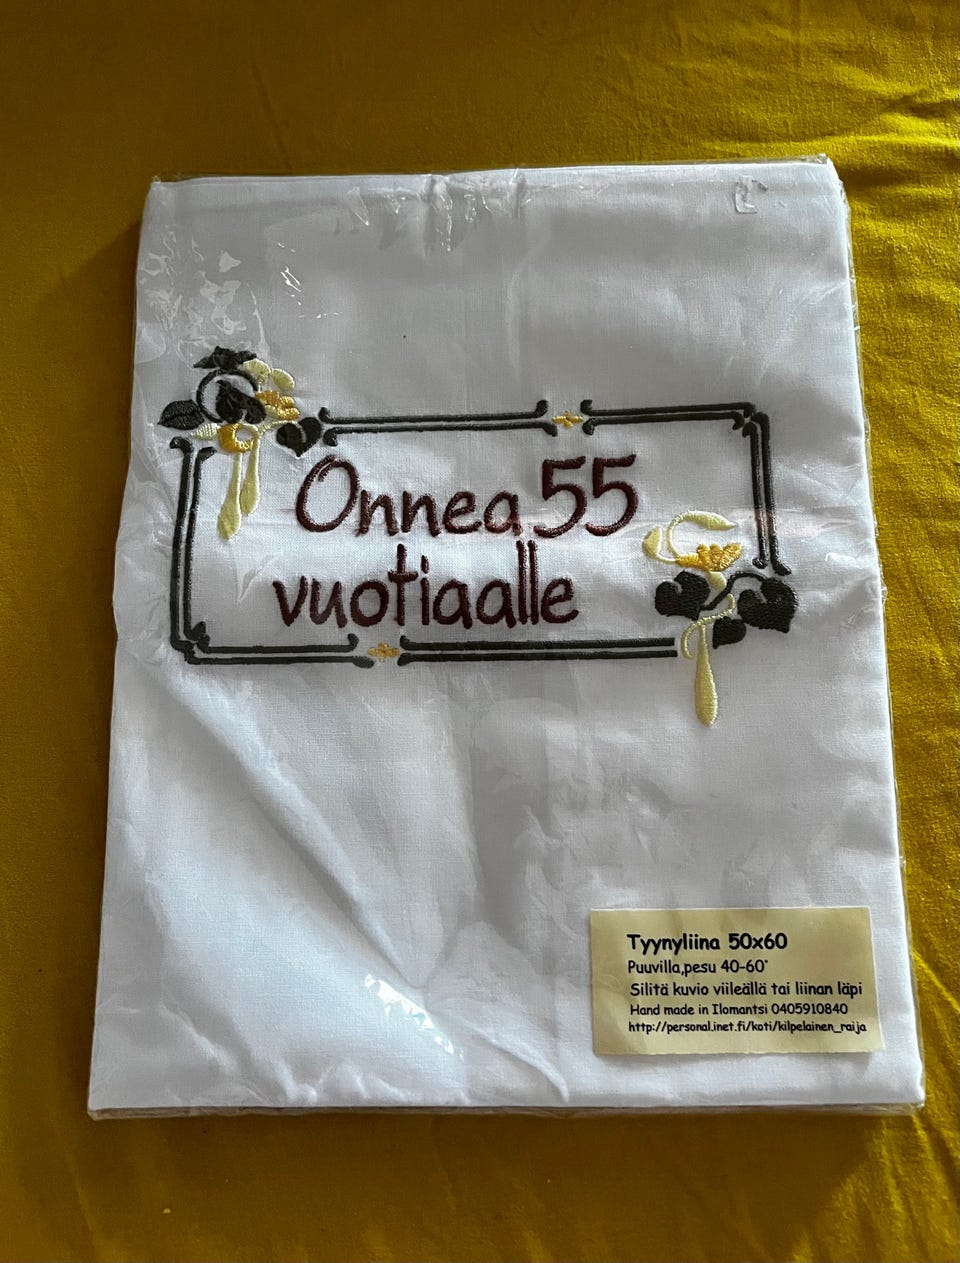 Onnea 55
vuotiaalle
Tyynyliina 50x60
Puuvilla,pesu 40-60°
Silitä kuvio viileällä tai liinan läpi
Hand made in Ilomantsi 0405910840
http://personal.inet.fi/koti/kilpelainen_raija